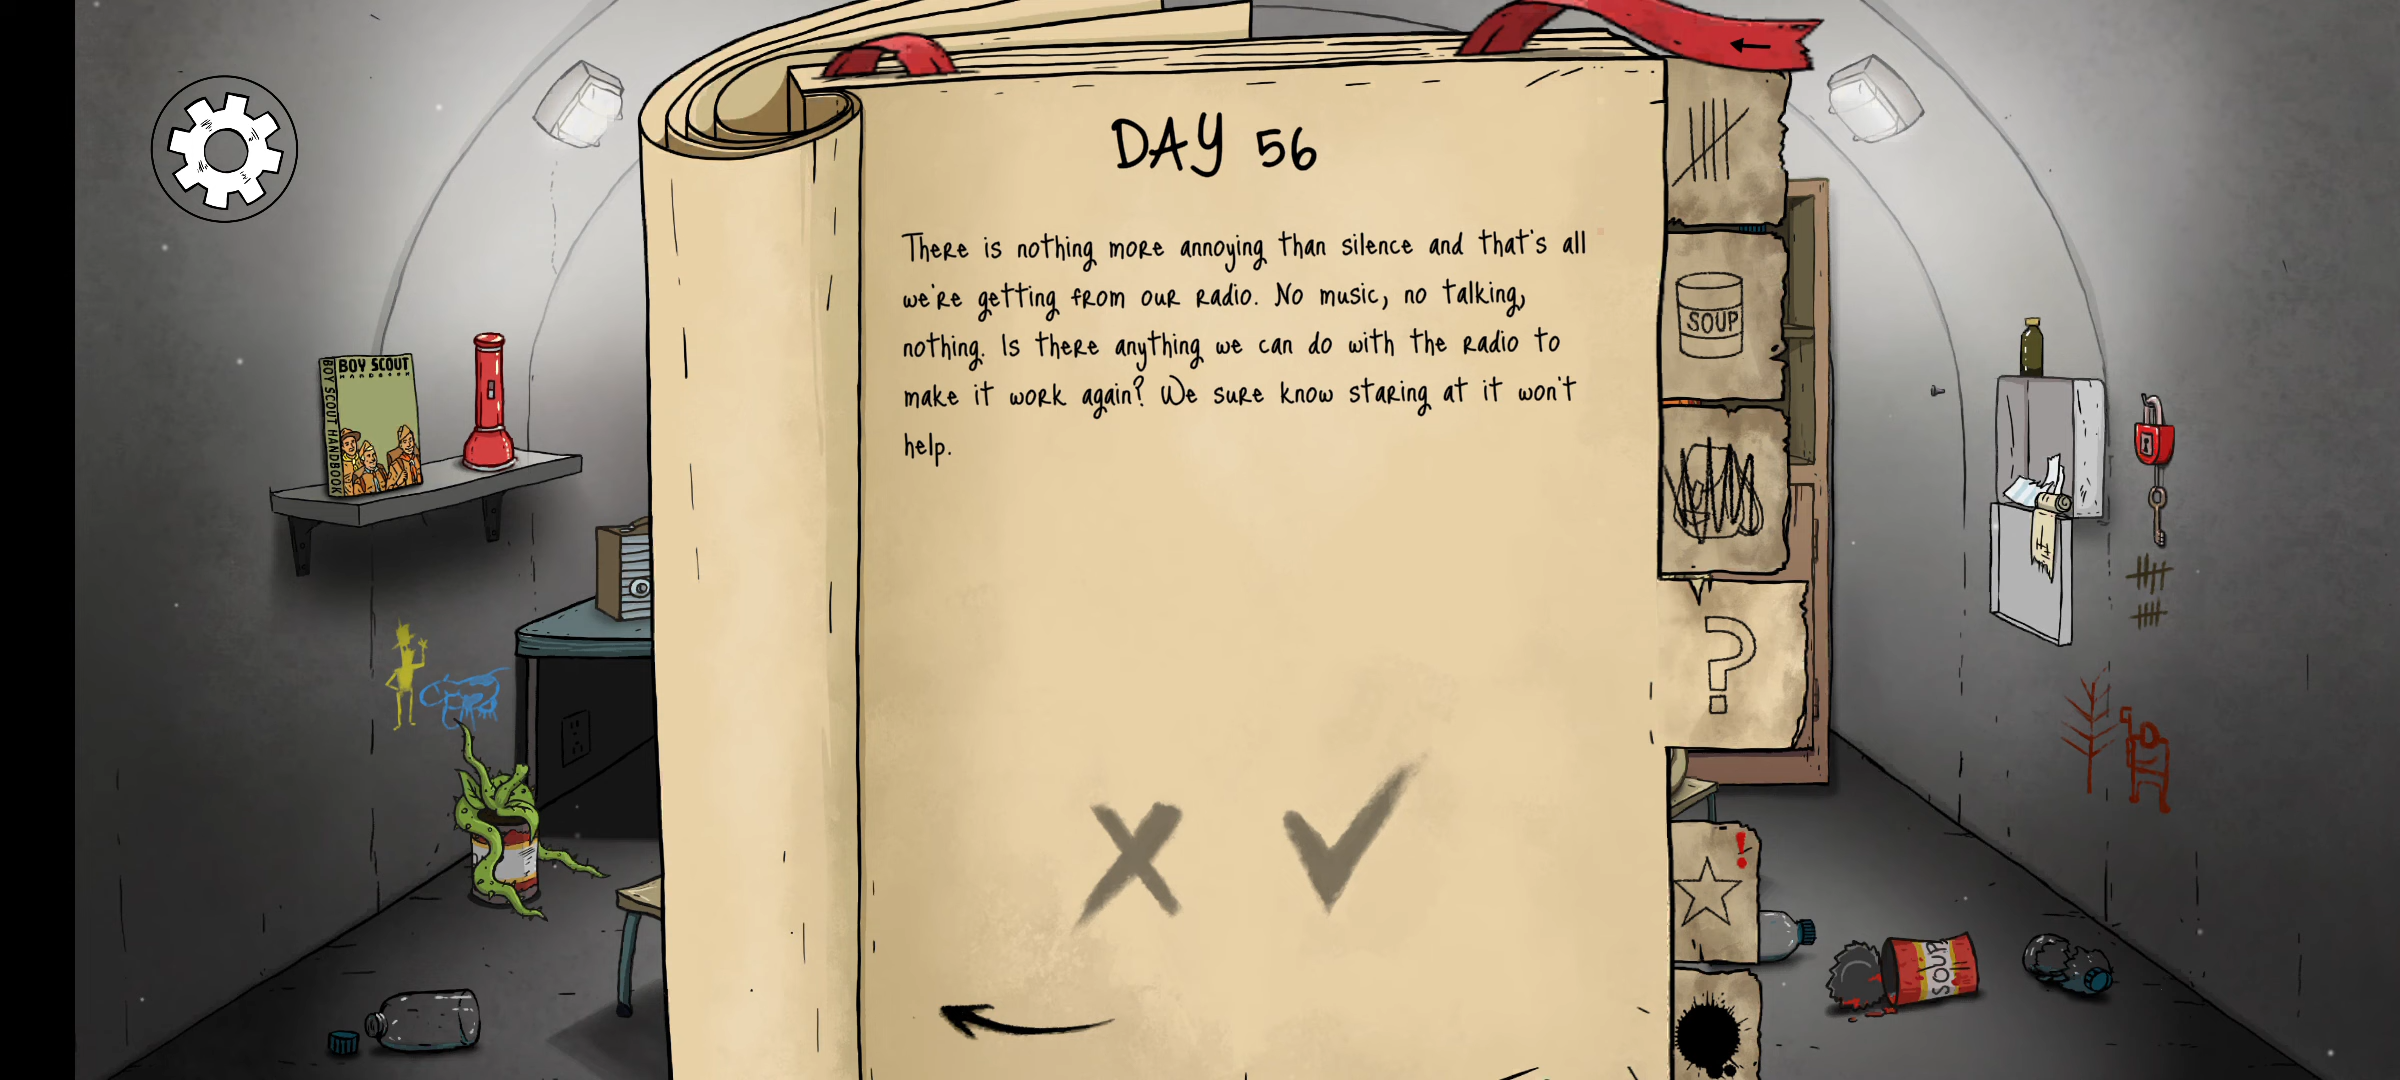 DAY 56
There is nothing more annoying than silence and that's all
we're getting from our radio. No music, no talking,
nothing. Is there anything we can do with the radio to
make it work again? We sure know staring at it won't
help.
BOY SCOUT
HANDBOOK
BOY SCOUT HANDBOOK
SOUP
?
!
SOUP